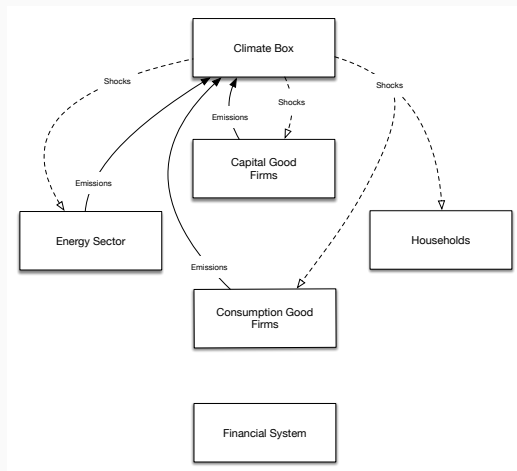 Climate Box
Shocks
Shocks
Shocks
Emissions
Capital Good
Firms
Emissions
Energy Sector
Households
Emissions
Consumption Good
Firms
Financial System